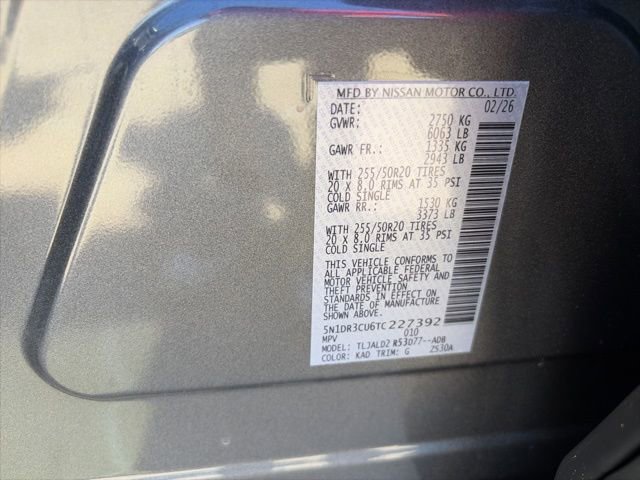 MFD BY NISSAN MOTOR CO., LTD.
DATE: 02/26
GVWR: 2750 KG
6063 LB
GAWR FR.: 1335 KG
2943 LB
WITH 255/50R20 TIRES
20 X 8.0 RIMS AT 35 PSI
COLD SINGLE
GAWR RR.: 1530 KG
3373 LB
WITH 255/50R20 TIRES
20 X 8.0 RIMS AT 35 PSI
COLD SINGLE
THIS VEHICLE CONFORMS TO
ALL APPLICABLE FEDERAL
MOTOR VEHICLE SAFETY AND
THEFT PREVENTION
STANDARDS IN EFFECT ON
THE DATE OF MANUFACTURE
SHOWN ABOVE.
5N1DR3CU6TC227392
MPV 010
MODEL: TLJALD2 R53D77--ADB
COLOR: KAD TRIM: G ZS30A